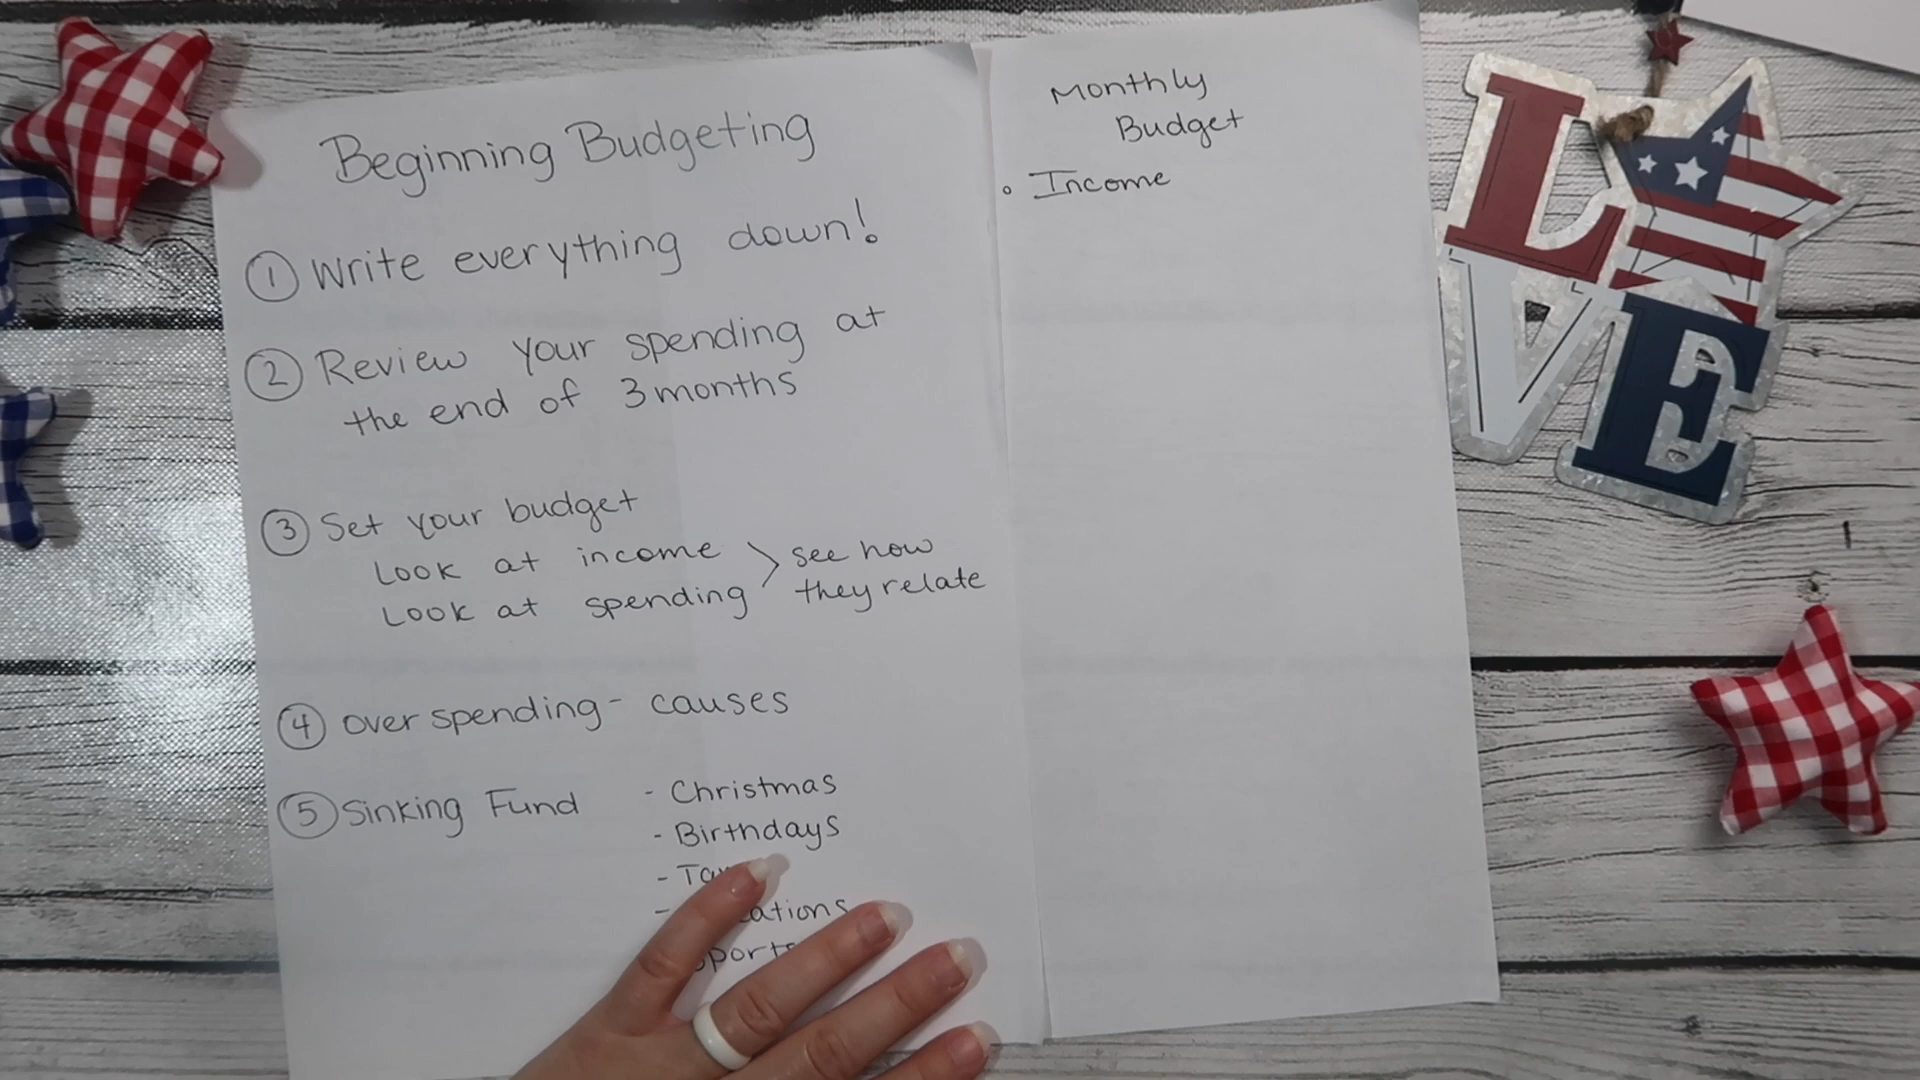 Beginning Budgeting
① Write everything down!
② Review your spending at
the end of 3 months
③ Set your budget
Look at income > see how
Look at spending they relate
④ over spending - causes
⑤ Sinking Fund - Christmas
- Birthdays
-
-
Monthly
Budget
• Income
LOVE